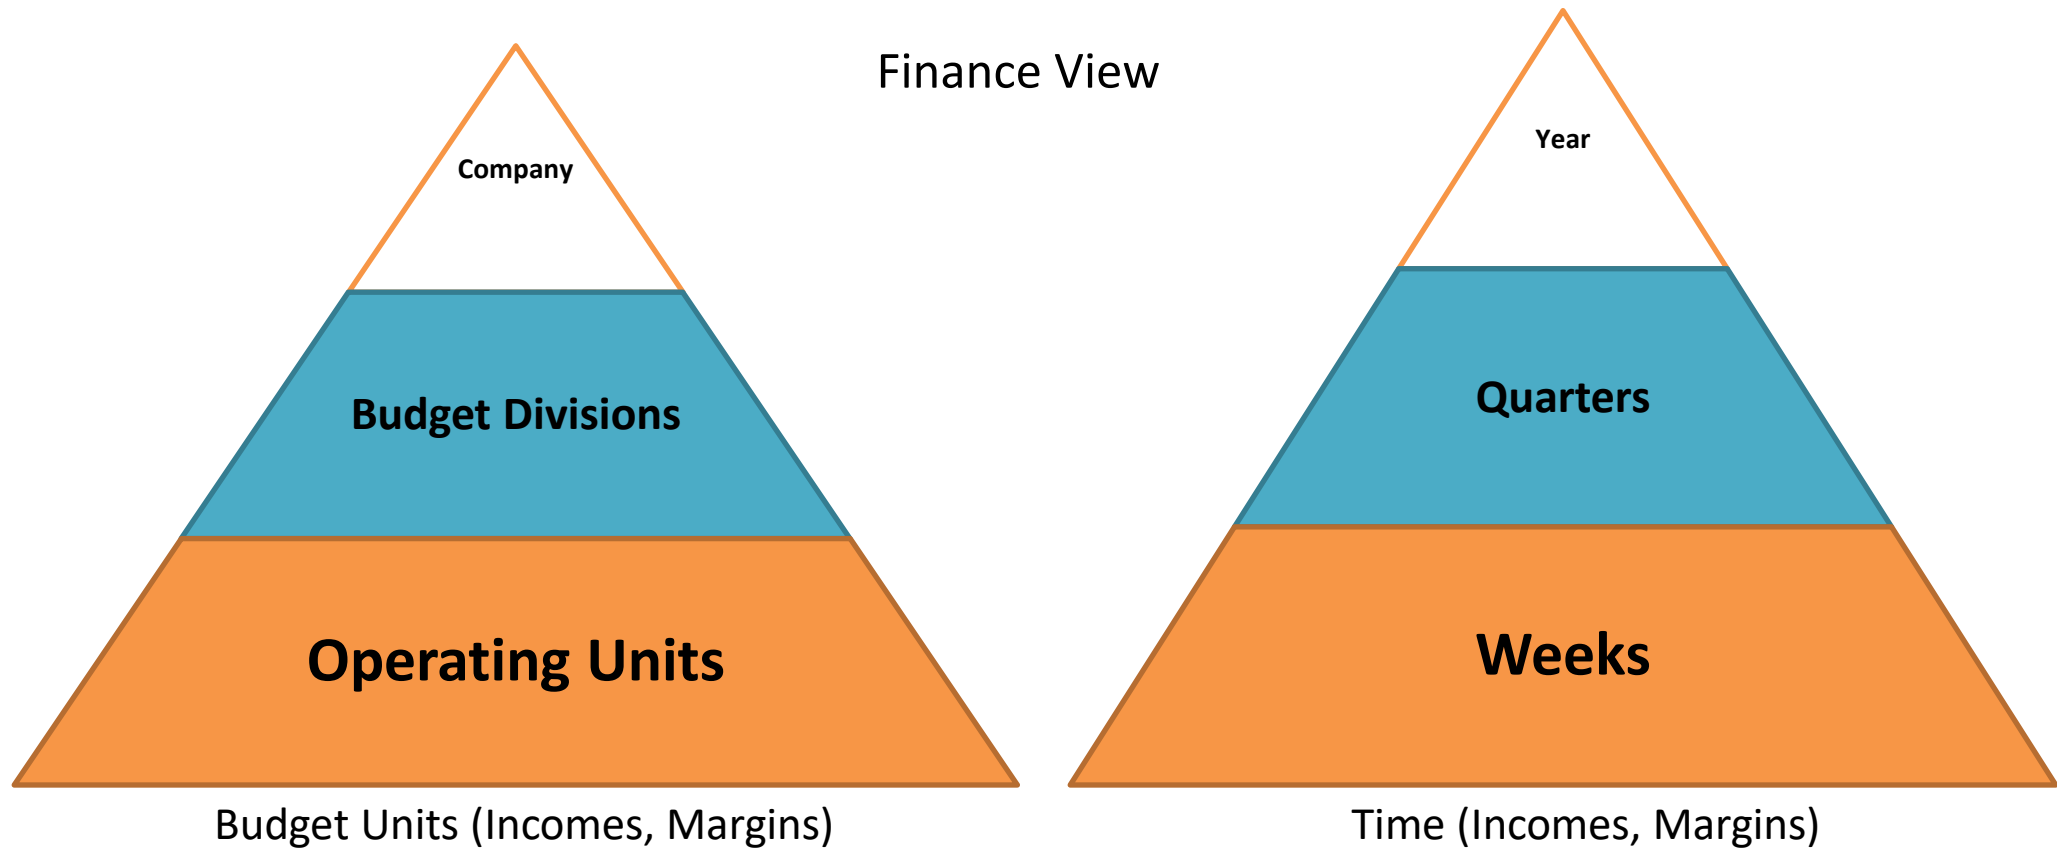 Finance View
Company
Budget Divisions
Operating Units
Budget Units (Incomes, Margins)
Year
Quarters
Weeks
Time (Incomes, Margins)